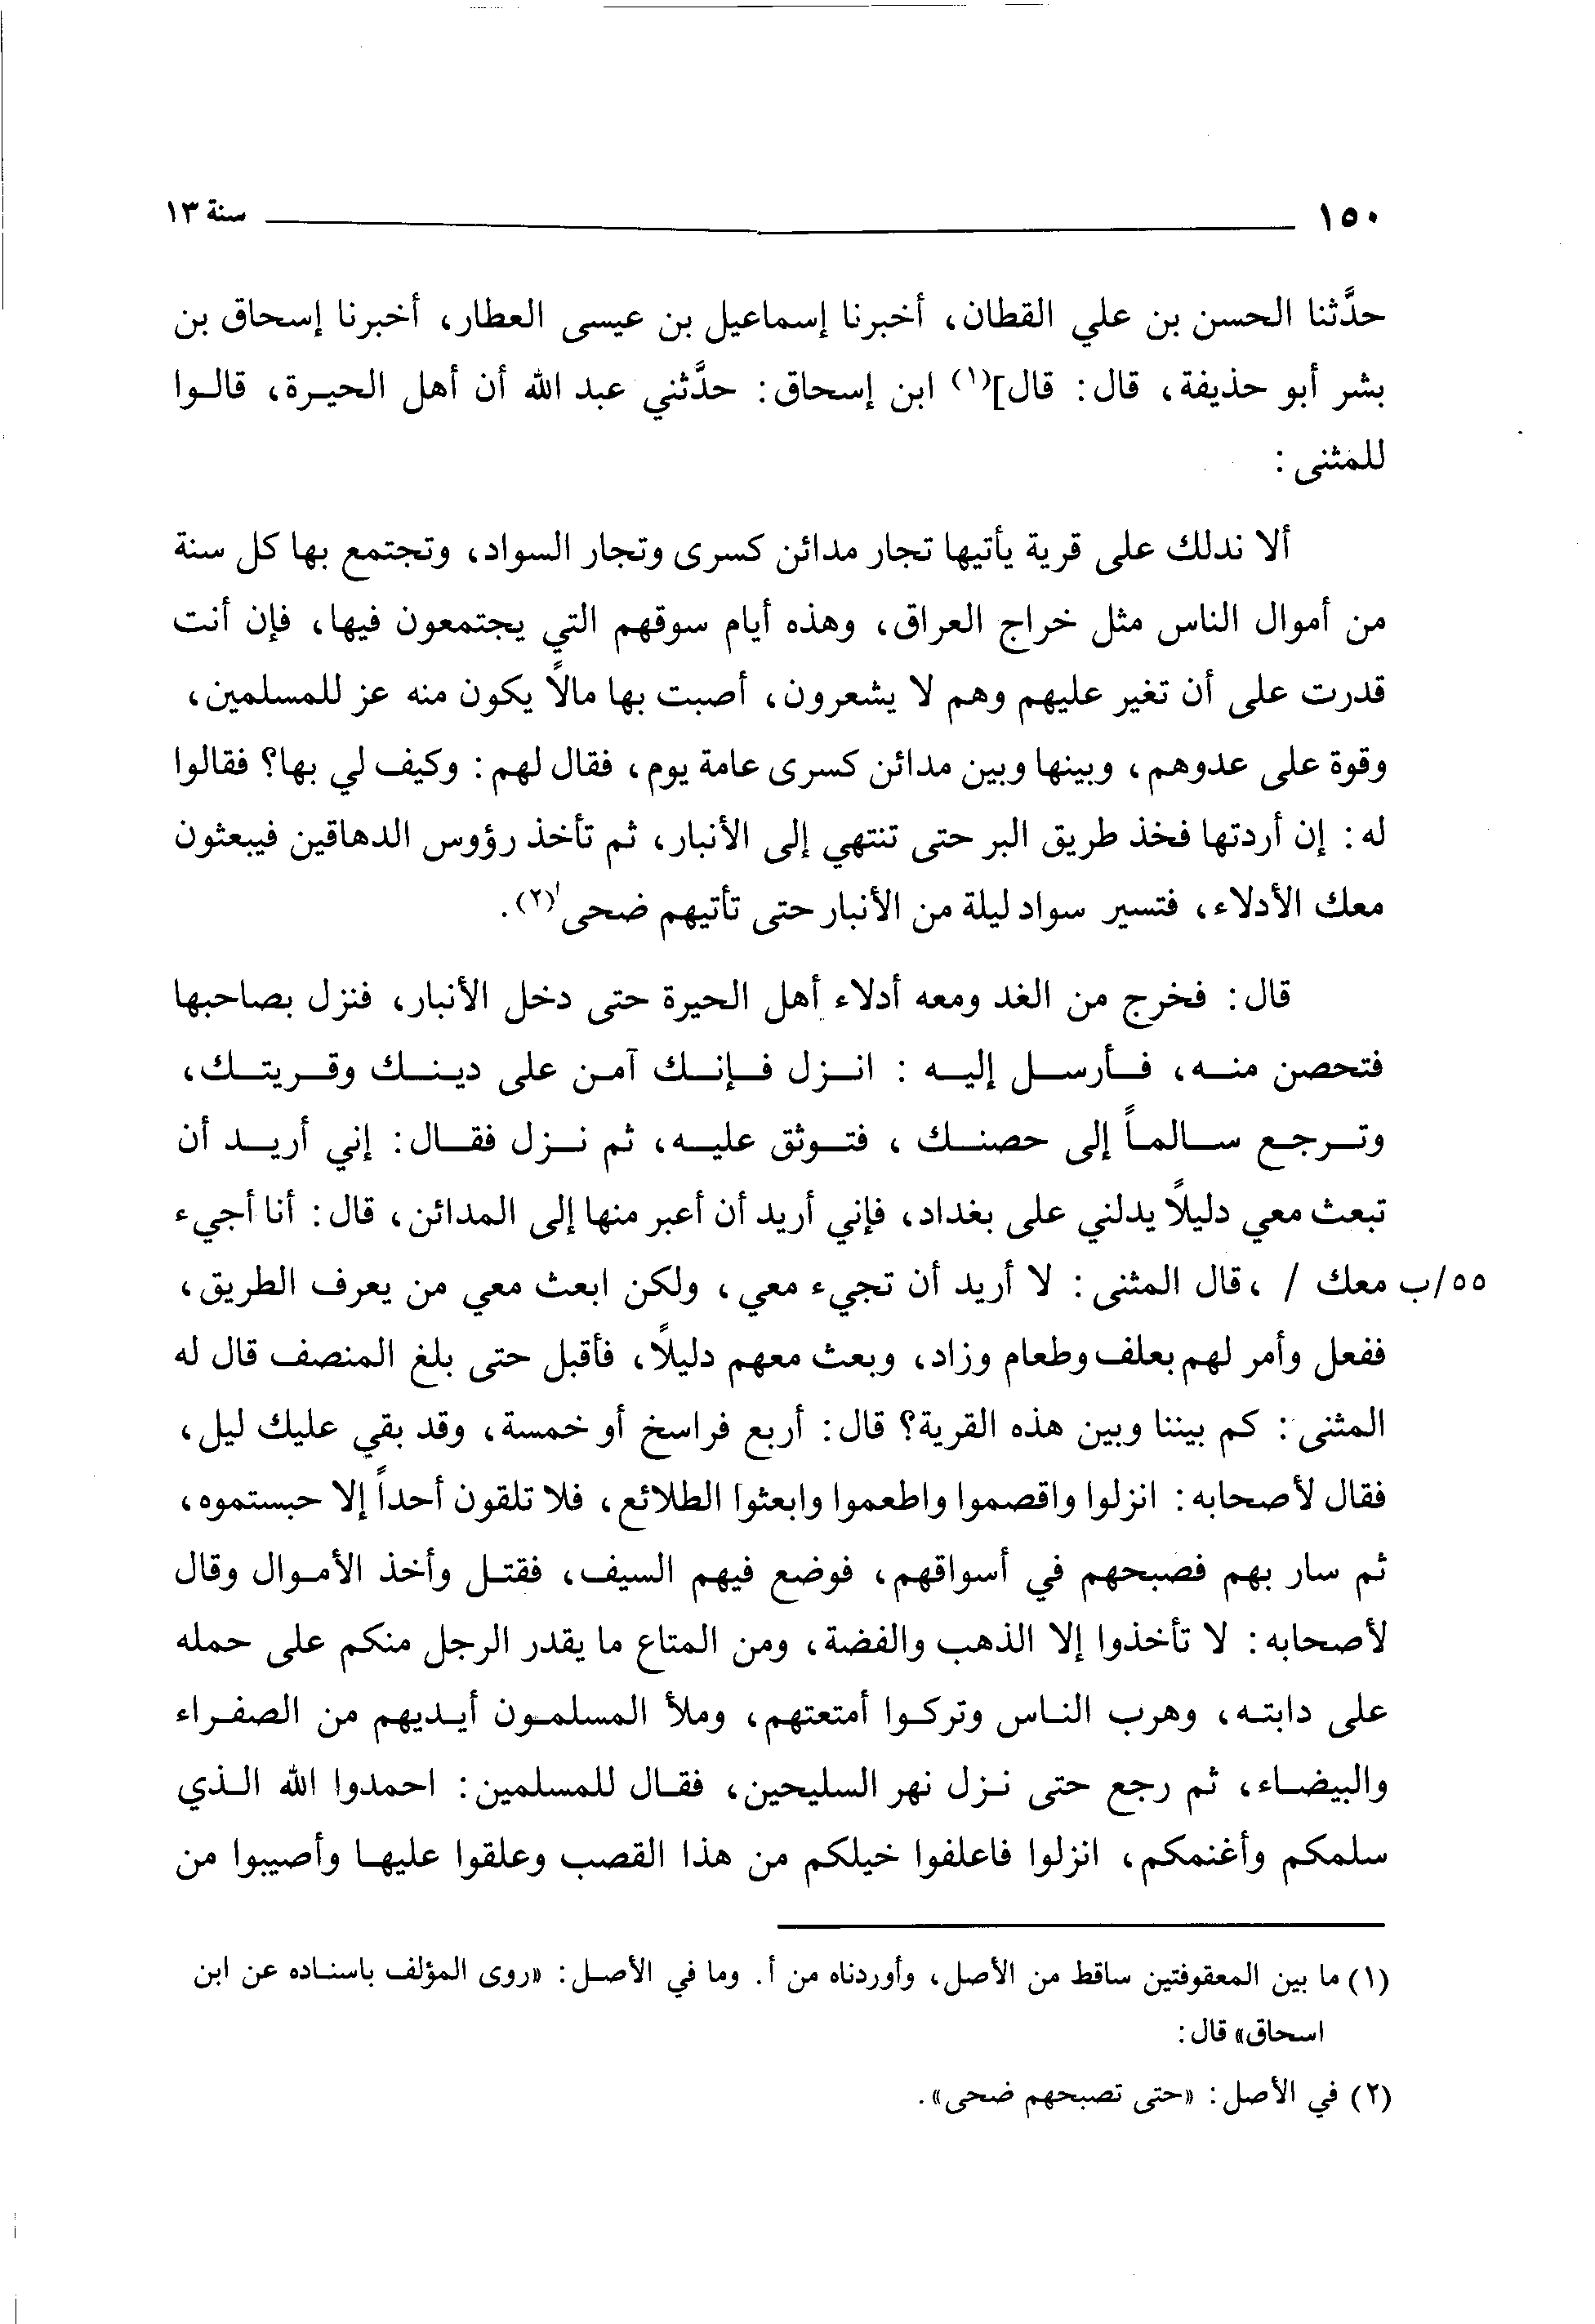 ١٥٠ سنة ١٣
حدَّثنا الحسن بن علي القطان، أخبرنا إسماعيل بن عيسى العطار، أخبرنا إسحاق بن
بشر أبو حذيفة، قال: قال](١) ابن إسحاق: حدَّثني عبد الله أن أهل الحيرة، قالوا
للمثنى:
ألا ندلك على قرية يأتيها تجار مدائن كسرى وتجار السواد، وتجتمع بها كل سنة
من أموال الناس مثل خراج العراق، وهذه أيام سوقهم التي يجتمعون فيها، فإن أنت
قدرت على أن تغير عليهم وهم لا يشعرون، أصبت بها مالاً يكون منه عز للمسلمين،
وقوة على عدوهم، وبينها وبين مدائن كسرى عامة يوم، فقال لهم: وكيف لي بها؟ فقالوا
له: إن أردتها فخذ طريق البر حتى تنتهي إلى الأنبار، ثم تأخذ رؤوس الدهاقين فيبعثون
معك الأدلاء، فتسير سواد ليلة من الأنبار حتى تأتيهم ضحى(٢).
قال: فخرج من الغد ومعه أدلاء أهل الحيرة حتى دخل الأنبار، فنزل بصاحبها
فتحصن منه، فأرسل إليه: انزل فإنك آمن على دينك وقريتك،
وترجع سالماً إلى حصنك، فتوثق عليه، ثم نزل فقال: إني أريد أن
تبعث معي دليلاً يدلني على بغداد، فإني أريد أن أعبر منها إلى المدائن، قال: أنا أجيء
٥٥/ب معك /، قال المثنى: لا أريد أن تجيء معي، ولكن ابعث معي من يعرف الطريق،
ففعل وأمر لهم بعلف وطعام وزاد، وبعث معهم دليلاً، فأقبل حتى بلغ المنصف قال له
المثنى: كم بيننا وبين هذه القرية؟ قال: أربع فراسخ أو خمسة، وقد بقي عليك ليل،
فقال لأصحابه: انزلوا واقصموا واطعموا وابعثوا الطلائع، فلا تلقون أحداً إلا حبستموه،
ثم سار بهم فصبحهم في أسواقهم، فوضع فيهم السيف، فقتل وأخذ الأموال وقال
لأصحابه: لا تأخذوا إلا الذهب والفضة، ومن المتاع ما يقدر الرجل منكم على حمله
على دابته، وهرب الناس وتركوا أمتعتهم، وملأ المسلمون أيديهم من الصفراء
والبيضاء، ثم رجع حتى نزل نهر السليحين، فقال للمسلمين: احمدوا الله الذي
سلمكم وأغنمكم، انزلوا فاعلفوا خيلكم من هذا القصب وعلقوا عليها وأصيبوا من
(١) ما بين المعقوفتين ساقط من الأصل، وأوردناه من أ. وما في الأصل: «روى المؤلف باسناده عن ابن
اسحاق» قال:
(٢) في الأصل: «حتى تصبحهم ضحى».